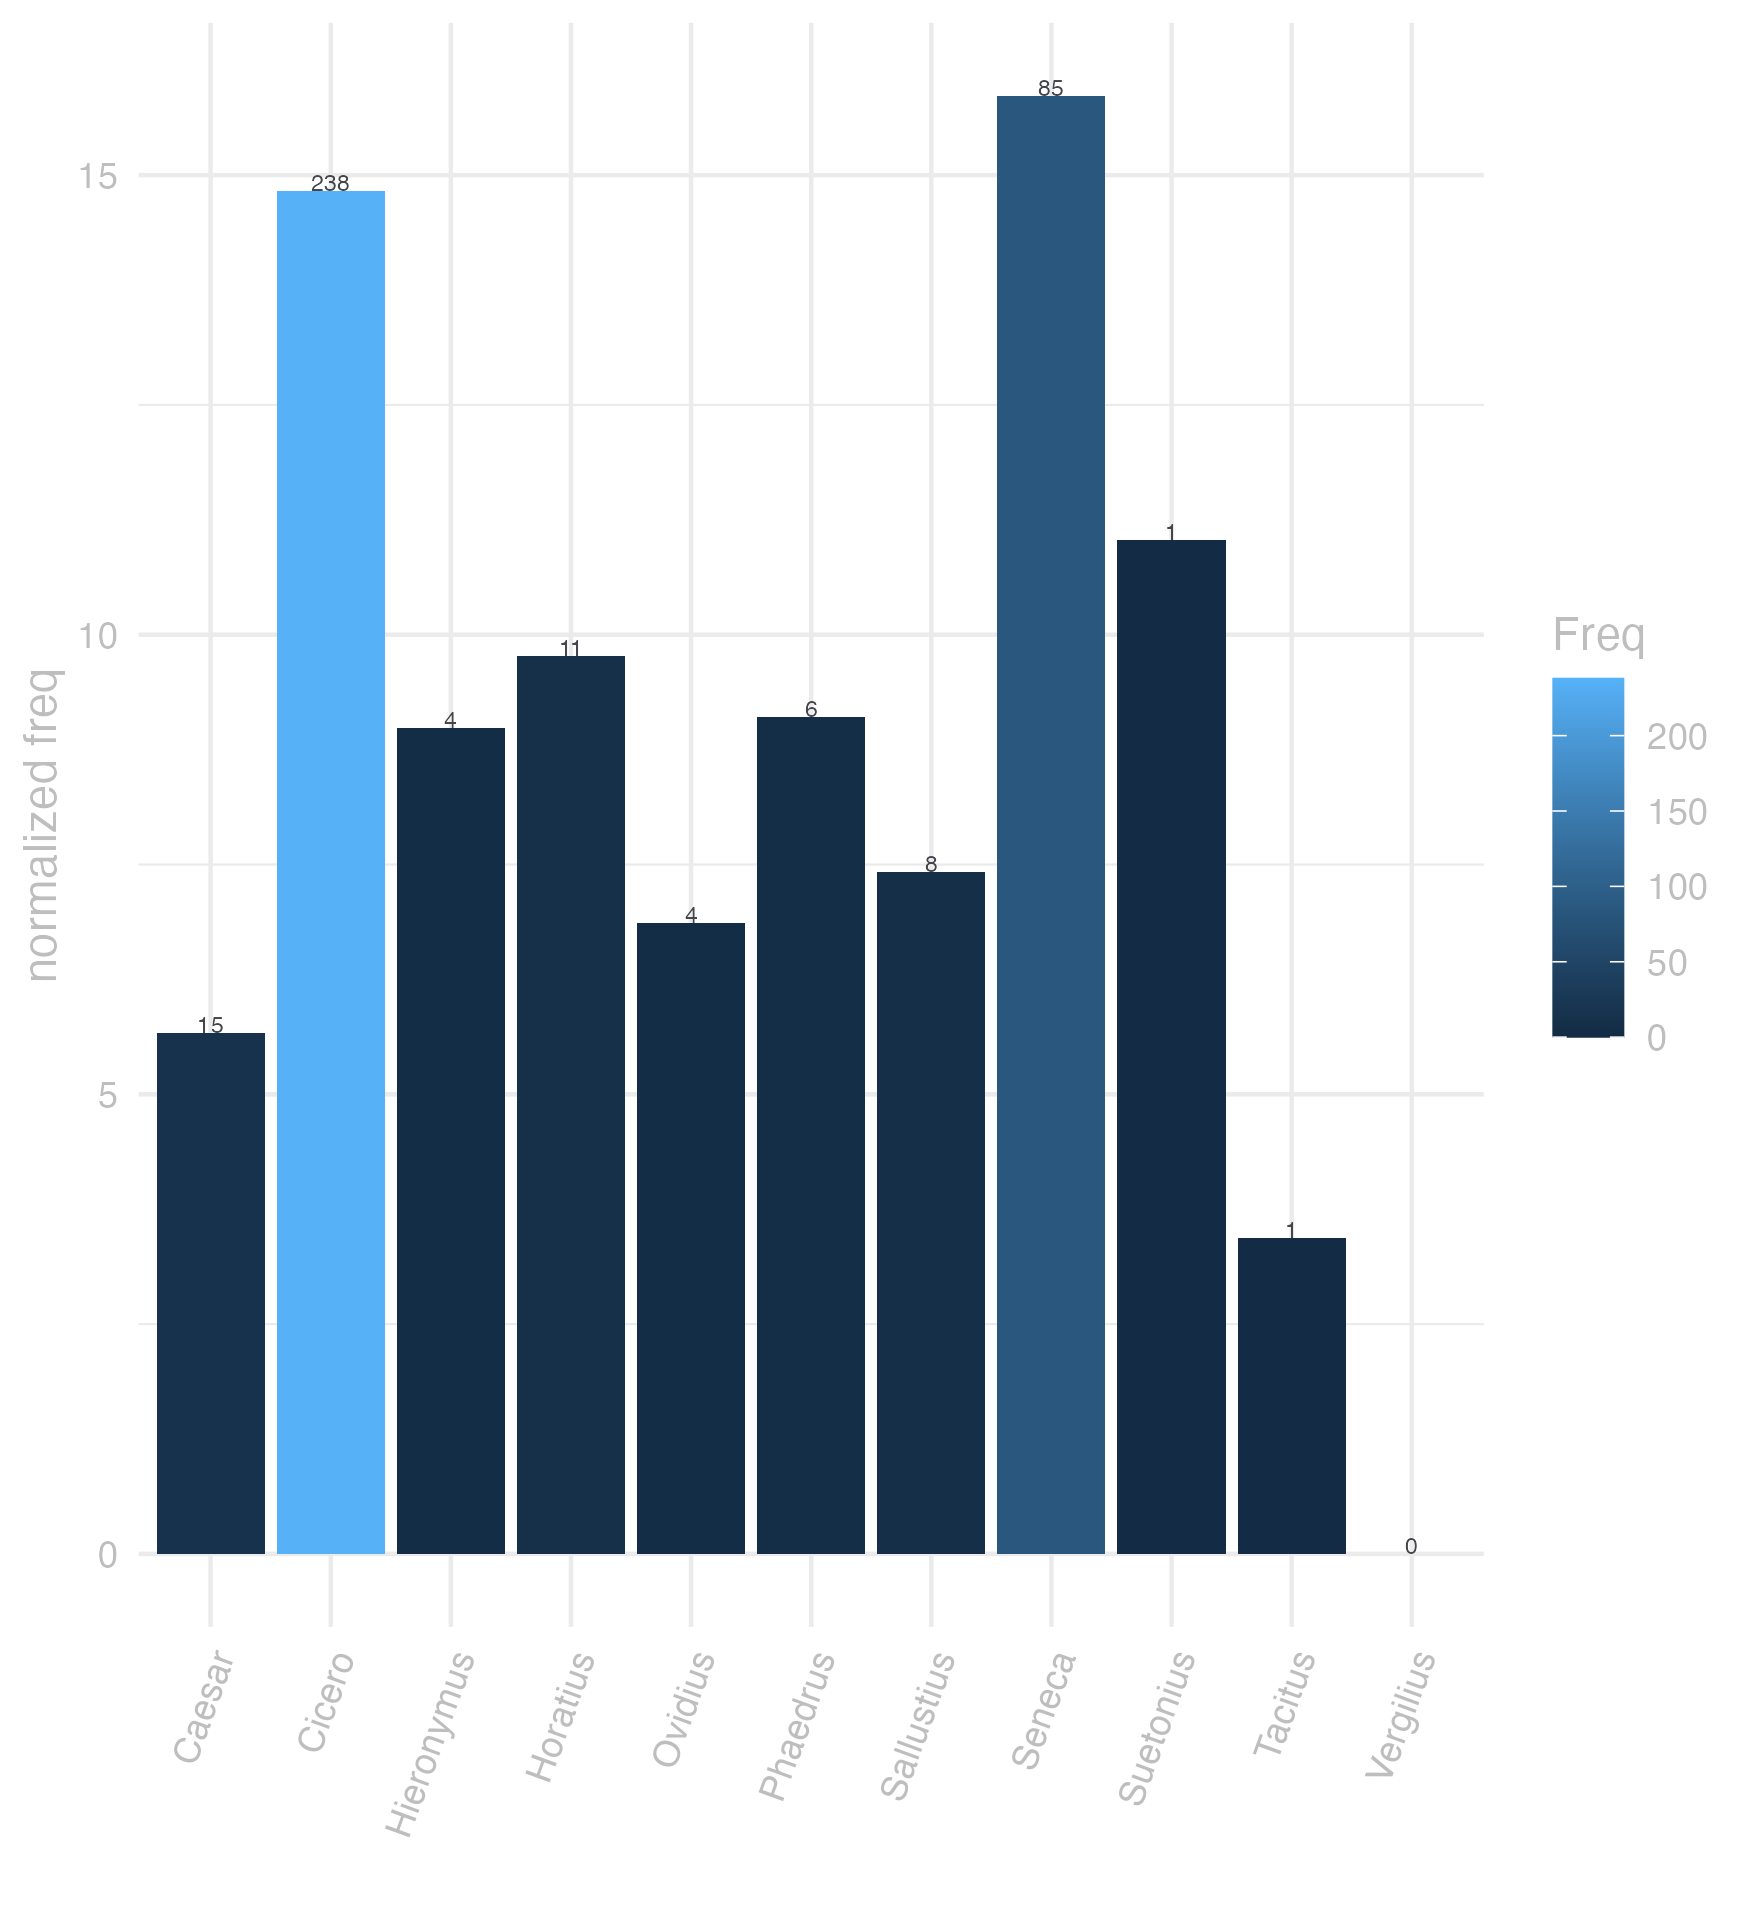 normalized freq
15
10
5
0
15
238
4
11
4
6
8
85
1
1
0
Caesar
Cicero
Hieronymus
Horatius
Ovidius
Phaedrus
Sallustius
Seneca
Suetonius
Tacitus
Vergilius
Freq
200
150
100
50
0